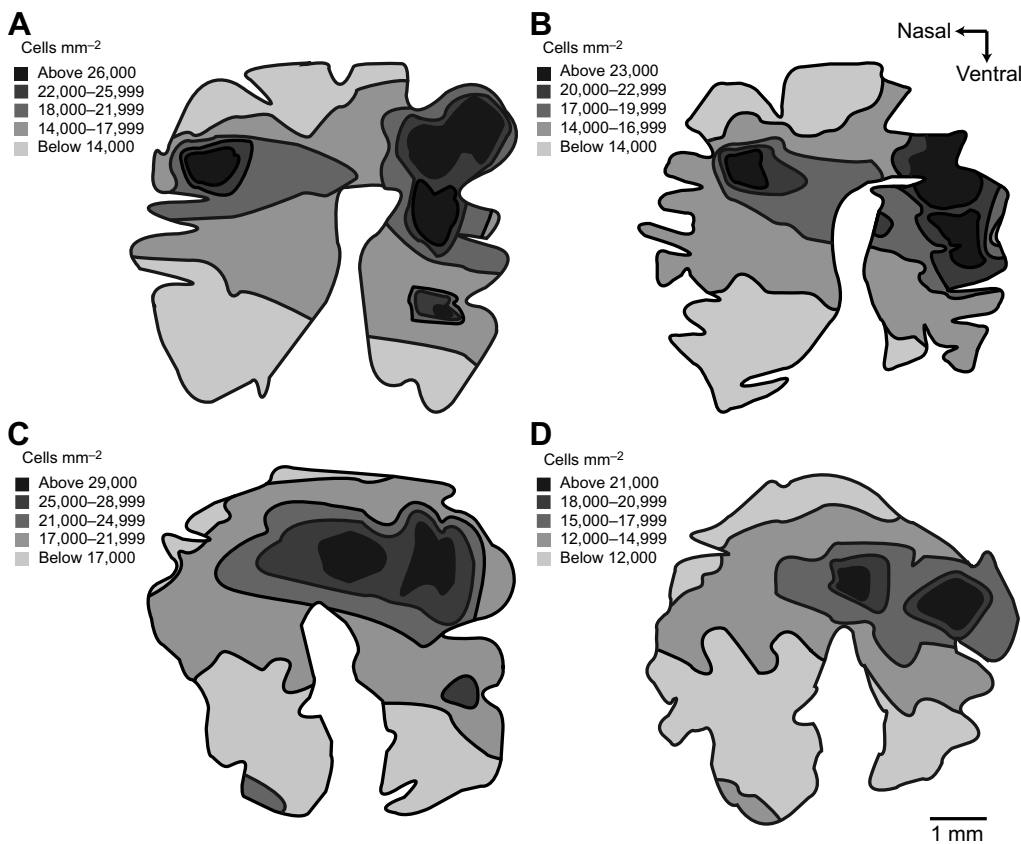 A
Cells mm⁻²
Above 26,000
22,000–25,999
18,000–21,999
14,000–17,999
Below 14,000
B
Cells mm⁻²
Above 23,000
20,000–22,999
17,000–19,999
14,000–16,999
Below 14,000
Nasal
Ventral
C
Cells mm⁻²
Above 29,000
25,000–28,999
21,000–24,999
17,000–21,999
Below 17,000
D
Cells mm⁻²
Above 21,000
18,000–20,999
15,000–17,999
12,000–14,999
Below 12,000
1 mm